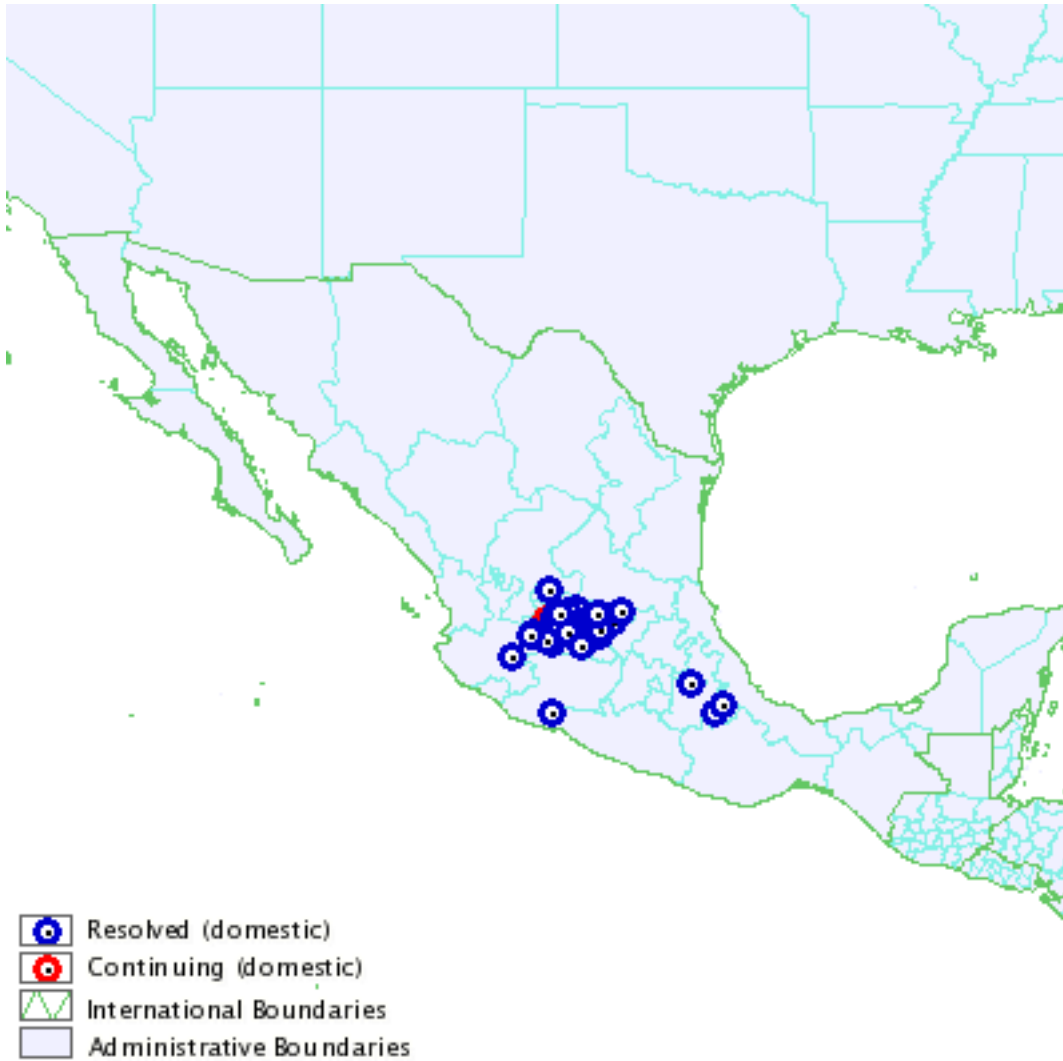 Resolved (domestic)
Continuing (domestic)
International Boundaries
Administrative Boundaries